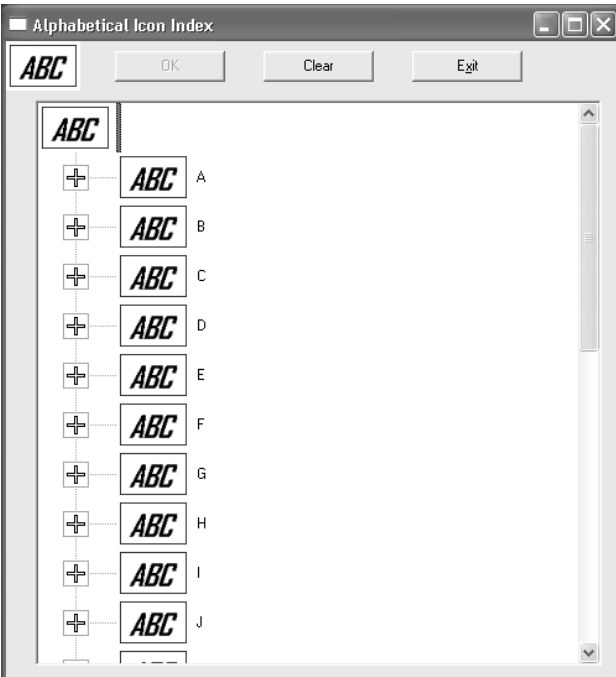 Alphabetical Icon Index
ABC OK Clear Exit
ABC
ABC A
ABC B
ABC C
ABC D
ABC E
ABC F
ABC G
ABC H
ABC I
ABC J